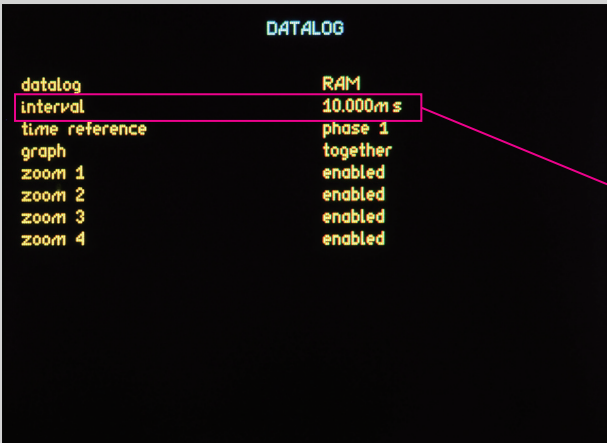 DATALOG
datalog RAM
interval 10.000m s
time reference phase 1
graph together
zoom 1 enabled
zoom 2 enabled
zoom 3 enabled
zoom 4 enabled